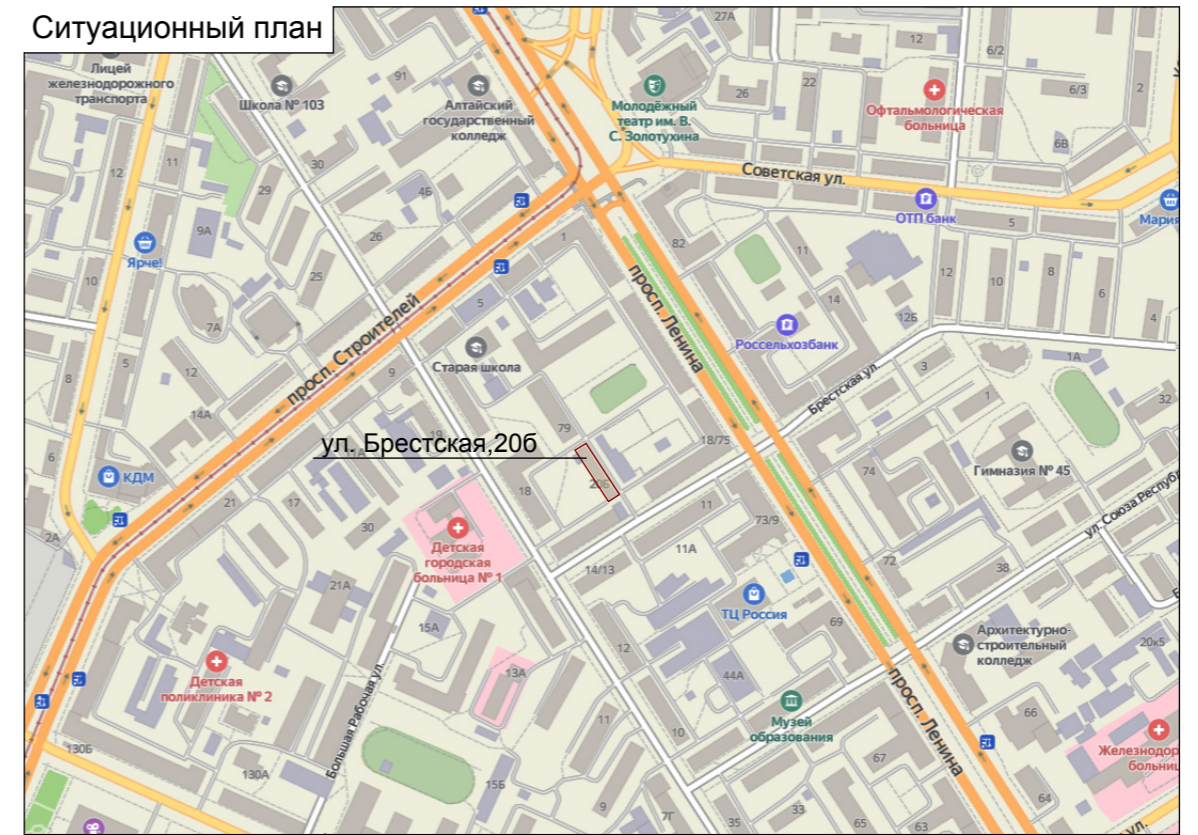 Ситуационный план
27А
12
6/2
Лицей
железнодорожного
транспорта
Школа № 103
91
Алтайский
государственный
колледж
Молодёжный
театр им. В.
С. Золотухина
26
22
Офтальмологическая
больница
6/3
2
6В
11
12
30
29
4Б
Советская ул.
ОТП банк
5
Мария
9А
26
1
82
11
Ярче!
25
10
12
10
8
6
4
5
14
12Б
7А
просп. Строителей
просп. Ленина
Россельхозбанк
Старая школа
1А
5
12
9
8
Брестская ул.
3
1
32
14А
79
18/75
19
ул. Брестская,20б
11А
6
КДМ
74
Гимназия № 45
21
17
18
20Б
11
ул. Союза Республ
30
73/9
2А
Детская
городская
больница № 1
11А
72
38
14/13
21А
ТЦ Россия
15А
69
Архитектурно-
строительный
колледж
20к5
12
Детская
поликлиника № 2
13А
44А
просп. Ленина
Большая Рабочая ул.
Музей
образования
66
11
10
Железнодор
больниц
130Б
67
130А
15Б
9
7Г
33
64
35
65
63
ул.